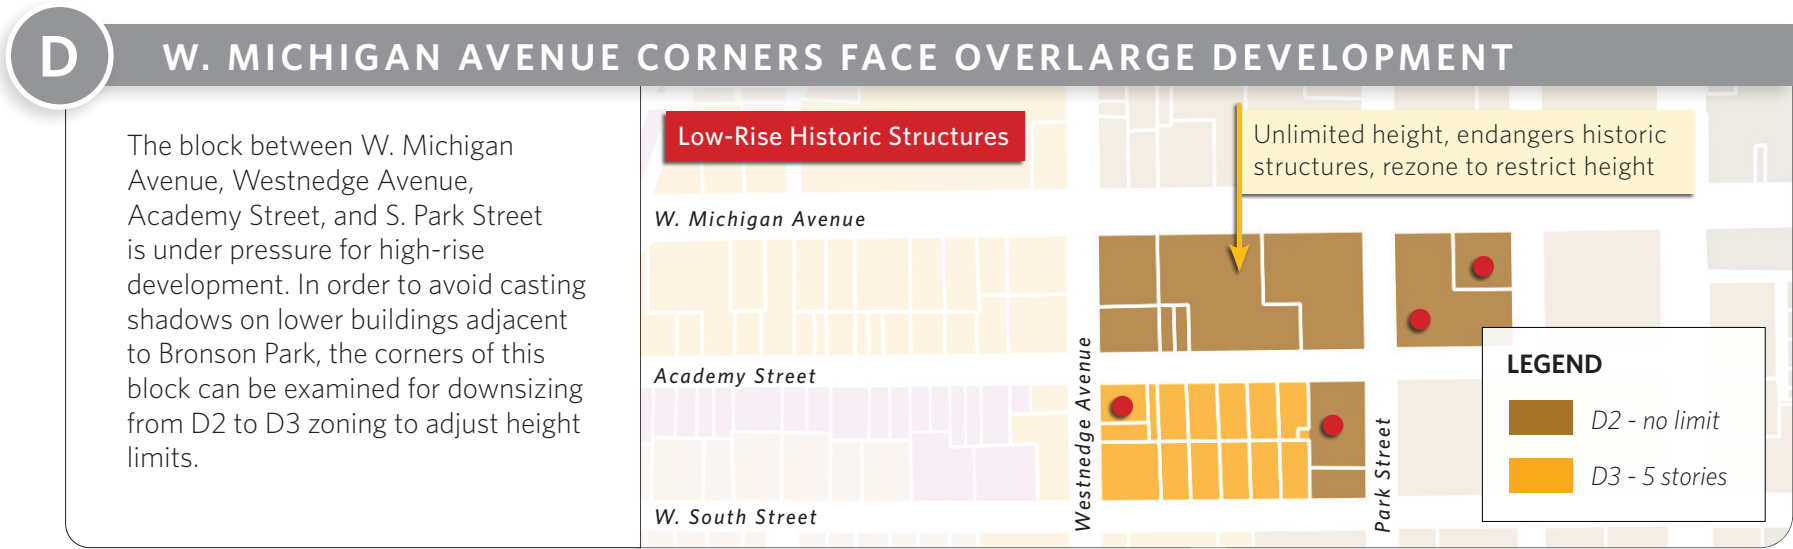 D
W. MICHIGAN AVENUE CORNERS FACE OVERLARGE DEVELOPMENT
The block between W. Michigan
Avenue, Westnedge Avenue,
Academy Street, and S. Park Street
is under pressure for high-rise
development. In order to avoid casting
shadows on lower buildings adjacent
to Bronson Park, the corners of this
block can be examined for downsizing
from D2 to D3 zoning to adjust height
limits.
Low-Rise Historic Structures
Unlimited height, endangers historic
structures, rezone to restrict height
W. Michigan Avenue
Academy Street
W. South Street
Westnedge Avenue
Park Street
LEGEND
D2 - no limit
D3 - 5 stories